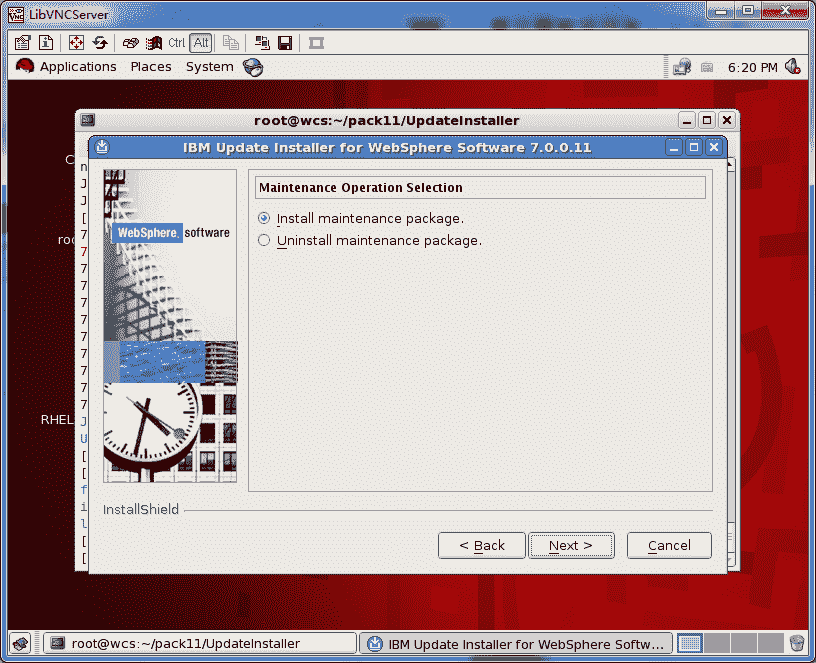 LibVNCServer
Ctrl Alt
Applications Places System
6:20 PM
root@wcs:~/pack11/UpdateInstaller
IBM Update Installer for WebSphere Software 7.0.0.11
WebSphere. software
Maintenance Operation Selection
Install maintenance package.
Uninstall maintenance package.
RHEL
InstallShield
< Back
Next >
Cancel
root@wcs:~/pack11/UpdateInstaller
IBM Update Installer for WebSphere Softw...